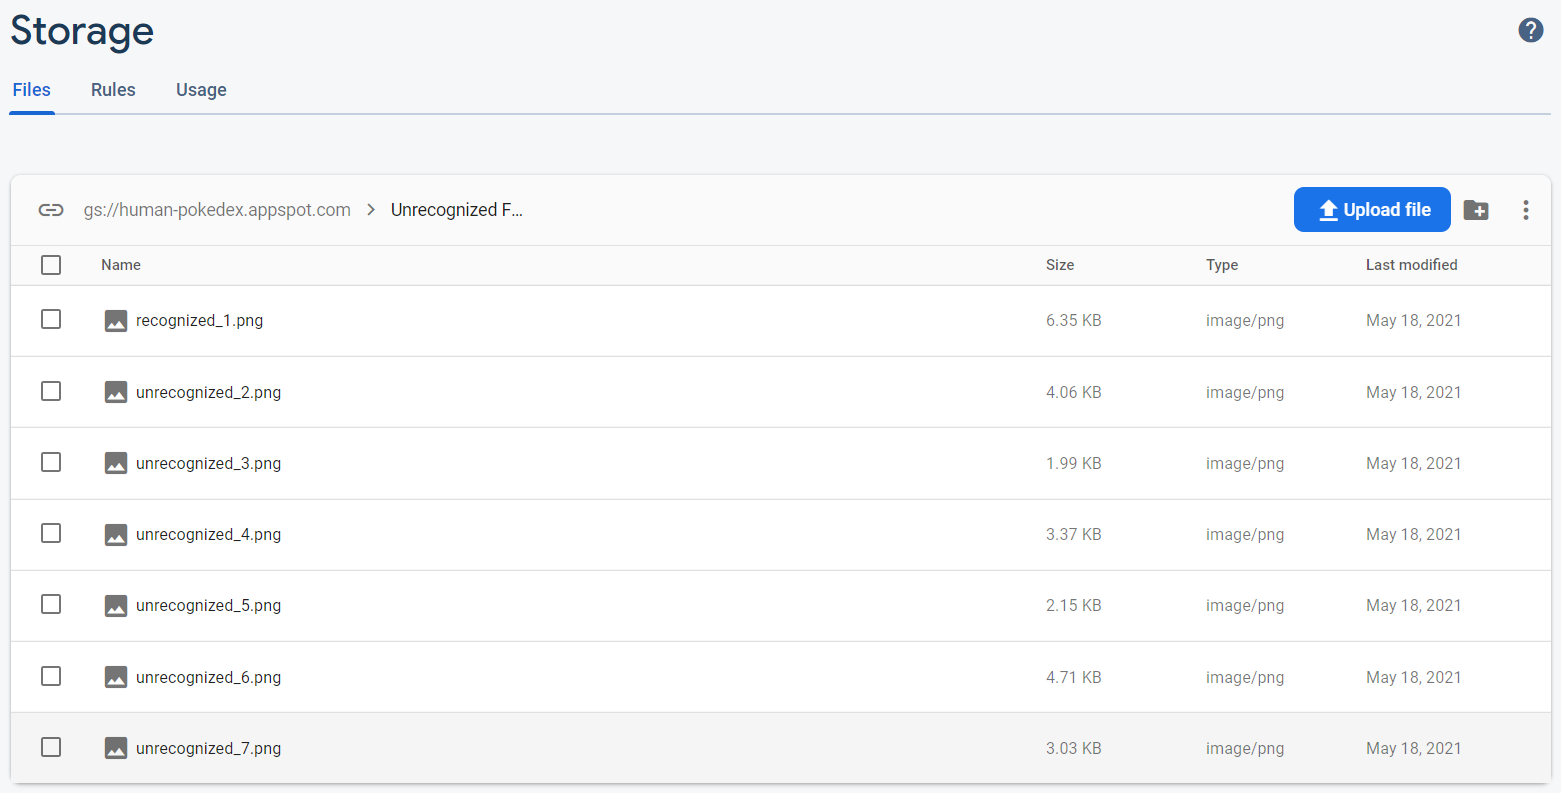 Storage
Files Rules Usage
gs://human-pokedex.appspot.com > Unrecognized F... Upload file
Name Size Type Last modified
recognized_1.png 6.35 KB image/png May 18, 2021
unrecognized_2.png 4.06 KB image/png May 18, 2021
unrecognized_3.png 1.99 KB image/png May 18, 2021
unrecognized_4.png 3.37 KB image/png May 18, 2021
unrecognized_5.png 2.15 KB image/png May 18, 2021
unrecognized_6.png 4.71 KB image/png May 18, 2021
unrecognized_7.png 3.03 KB image/png May 18, 2021